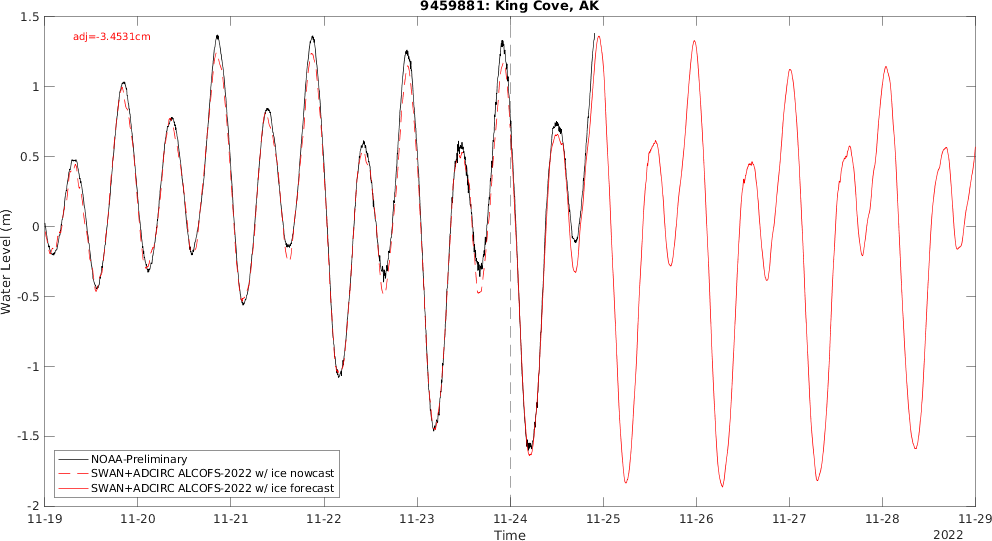 9459881: King Cove, AK
adj=-3.4531cm
1.5
1
0.5
0
-0.5
-1
-1.5
-2
Water Level (m)
NOAA-Preliminary
SWAN+ADCIRC ALCOFS-2022 w/ ice nowcast
SWAN+ADCIRC ALCOFS-2022 w/ ice forecast
11-19 11-20 11-21 11-22 11-23 11-24 11-25 11-26 11-27 11-28 11-29
Time
2022